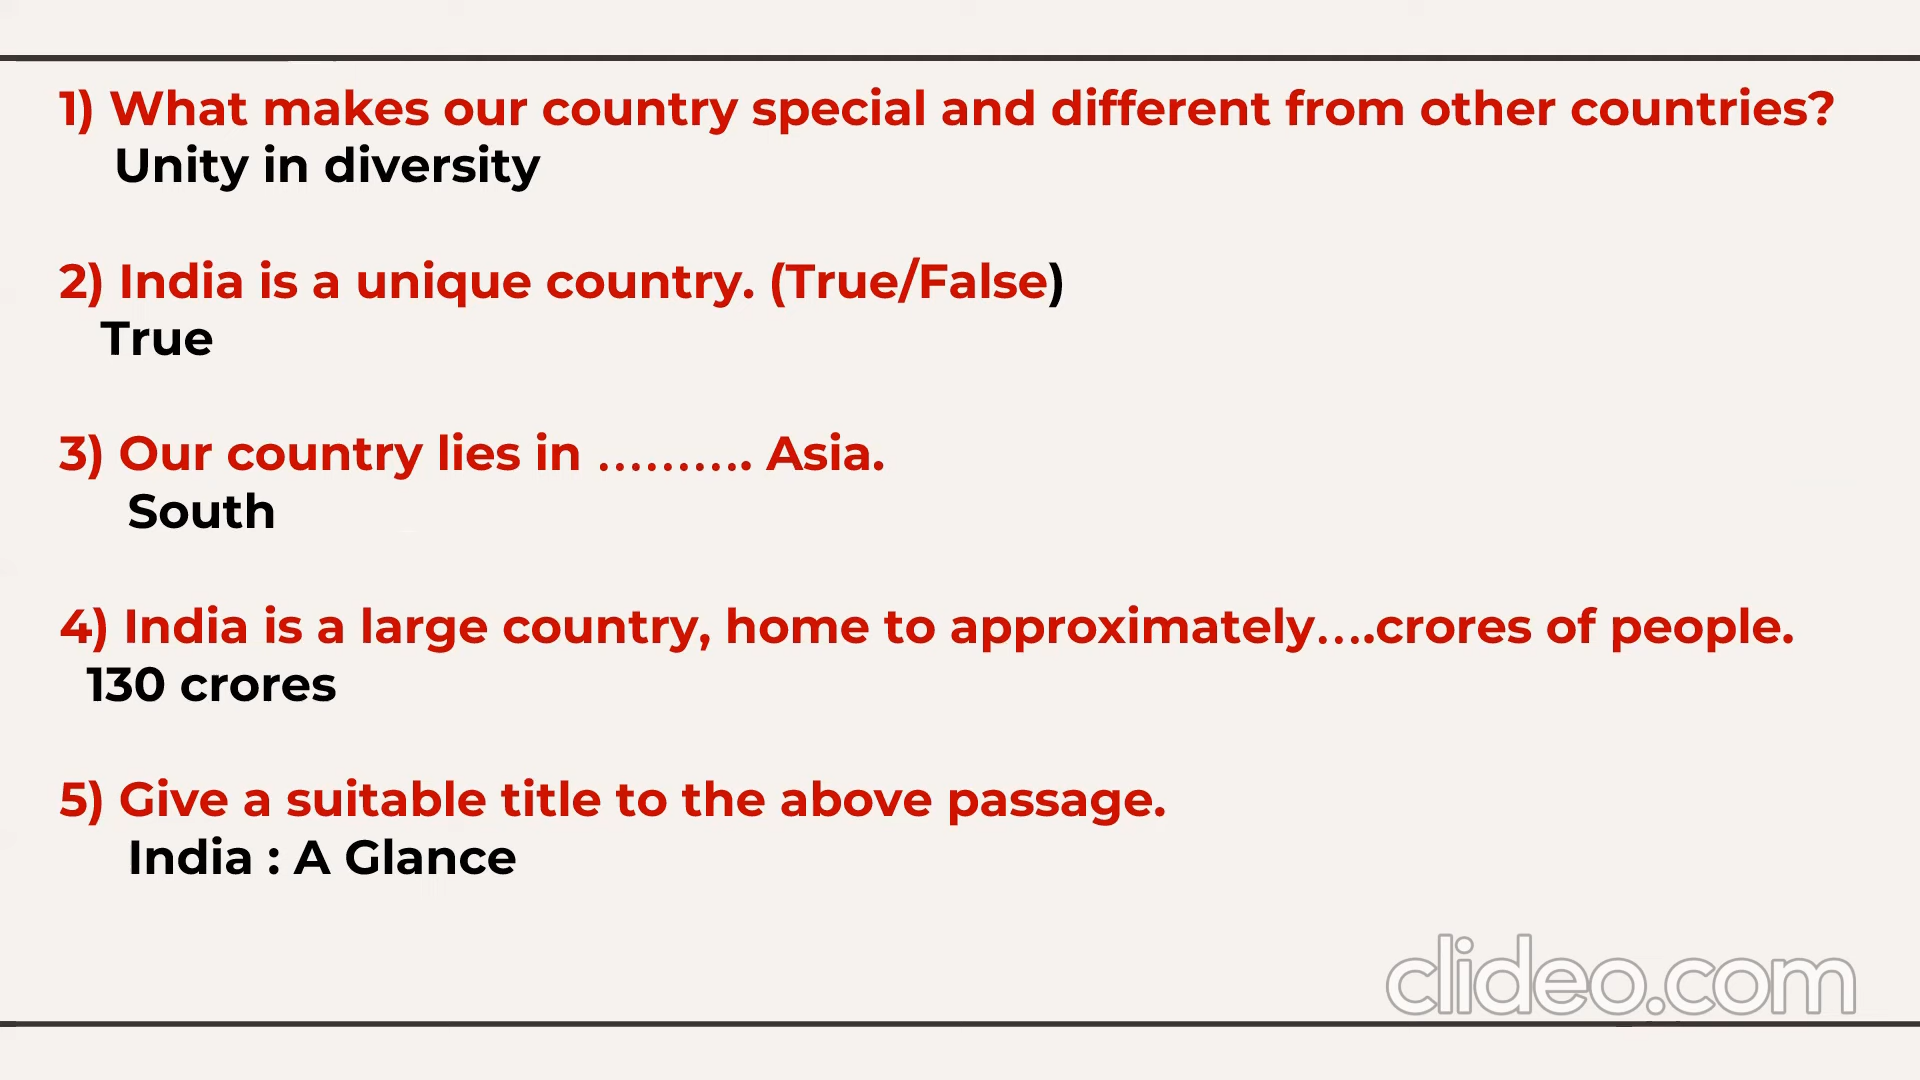 1) What makes our country special and different from other countries?
Unity in diversity
2) India is a unique country. (True/False)
True
3) Our country lies in ………. Asia.
South
4) India is a large country, home to approximately….crores of people.
130 crores
5) Give a suitable title to the above passage.
India : A Glance
clideo.com